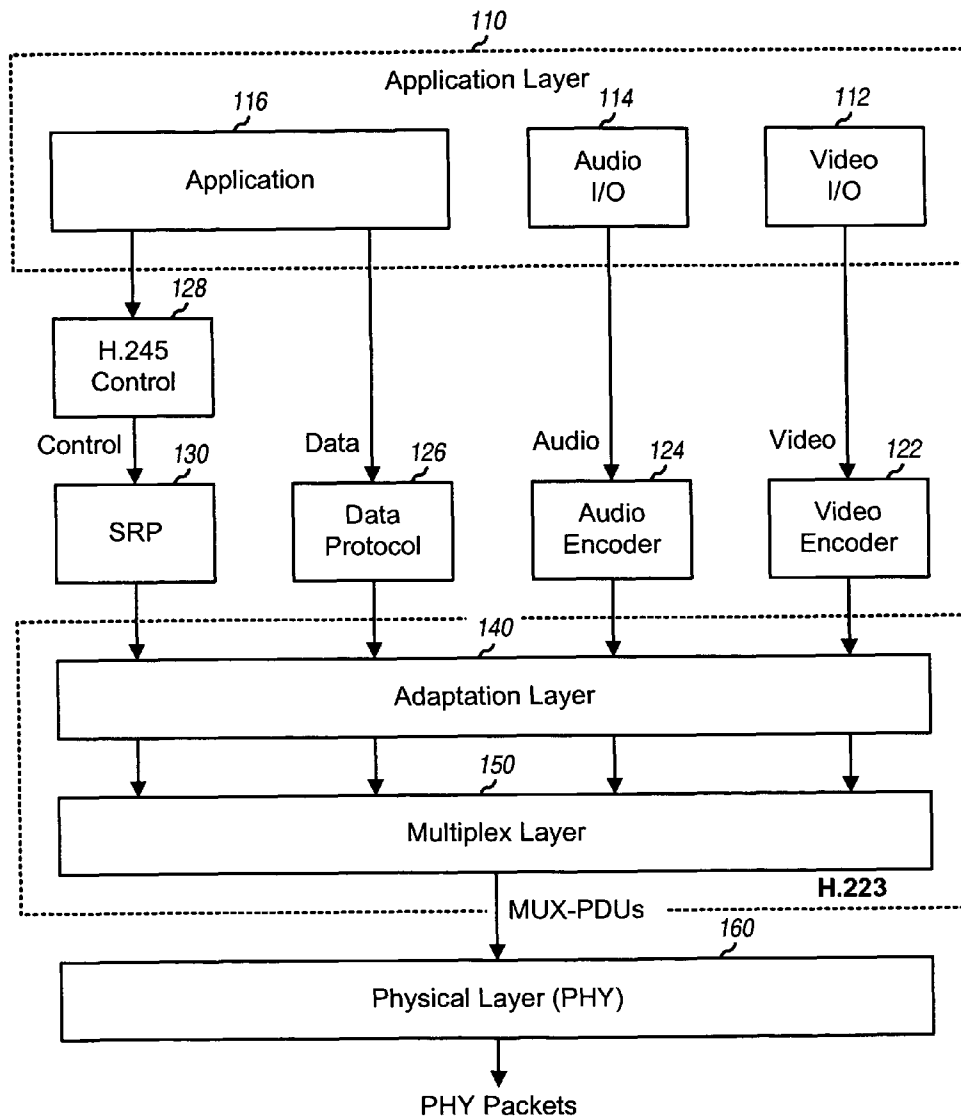 110
Application Layer
116
114
112
Application
Audio
I/O
Video
I/O
128
H.245
Control
Control
Data
Audio
Video
130
126
124
122
SRP
Data
Protocol
Audio
Encoder
Video
Encoder
140
Adaptation Layer
150
Multiplex Layer
H.223
MUX-PDUs
160
Physical Layer (PHY)
PHY Packets